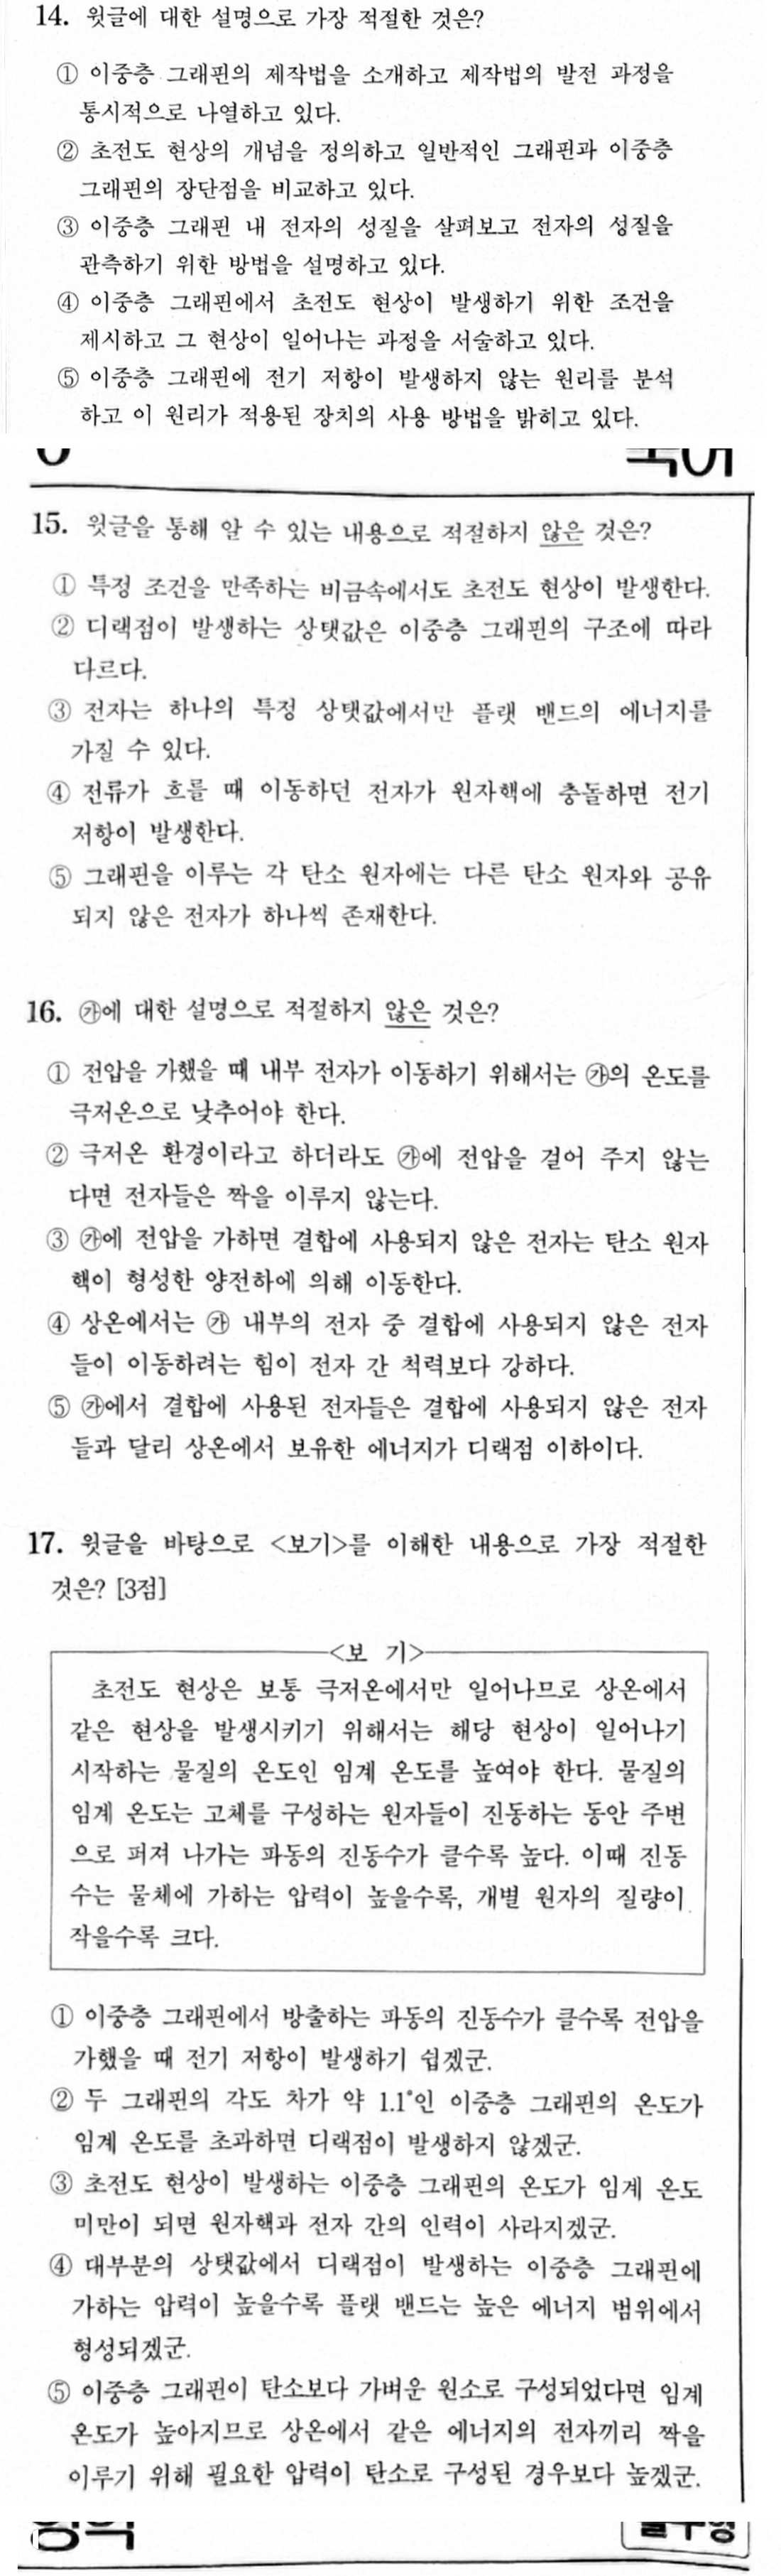 14. 윗글에 대한 설명으로 가장 적절한 것은?
① 이중층 그래핀의 제작법을 소개하고 제작법의 발전 과정을
통시적으로 나열하고 있다.
② 초전도 현상의 개념을 정의하고 일반적인 그래핀과 이중층
그래핀의 장단점을 비교하고 있다.
③ 이중층 그래핀 내 전자의 성질을 살펴보고 전자의 성질을
관측하기 위한 방법을 설명하고 있다.
④ 이중층 그래핀에서 초전도 현상이 발생하기 위한 조건을
제시하고 그 현상이 일어나는 과정을 서술하고 있다.
⑤ 이중층 그래핀에 전기 저항이 발생하지 않는 원리를 분석
하고 이 원리가 적용된 장치의 사용 방법을 밝히고 있다.
15. 윗글을 통해 알 수 있는 내용으로 적절하지 않은 것은?
① 특정 조건을 만족하는 비금속에서도 초전도 현상이 발생한다.
② 디랙점이 발생하는 상탯값은 이중층 그래핀의 구조에 따라
다르다.
③ 전자는 하나의 특정 상탯값에서만 플랫 밴드의 에너지를
가질 수 있다.
④ 전류가 흐를 때 이동하던 전자가 원자핵에 충돌하면 전기
저항이 발생한다.
⑤ 그래핀을 이루는 각 탄소 원자에는 다른 탄소 원자와 공유
되지 않은 전자가 하나씩 존재한다.
16. ㉮에 대한 설명으로 적절하지 않은 것은?
① 전압을 가했을 때 내부 전자가 이동하기 위해서는 ㉮의 온도를
극저온으로 낮추어야 한다.
② 극저온 환경이라고 하더라도 ㉮에 전압을 걸어 주지 않는
다면 전자들은 짝을 이루지 않는다.
③ ㉮에 전압을 가하면 결합에 사용되지 않은 전자는 탄소 원자
핵이 형성한 양전하에 의해 이동한다.
④ 상온에서는 ㉮ 내부의 전자 중 결합에 사용되지 않은 전자
들이 이동하려는 힘이 전자 간 척력보다 강하다.
⑤ ㉮에서 결합에 사용된 전자들은 결합에 사용되지 않은 전자
들과 달리 상온에서 보유한 에너지가 디랙점 이하이다.
17. 윗글을 바탕으로 <보기>를 이해한 내용으로 가장 적절한
것은? [3점]
<보 기>
초전도 현상은 보통 극저온에서만 일어나므로 상온에서
같은 현상을 발생시키기 위해서는 해당 현상이 일어나기
시작하는 물질의 온도인 임계 온도를 높여야 한다. 물질의
임계 온도는 고체를 구성하는 원자들이 진동하는 동안 주변
으로 퍼져 나가는 파동의 진동수가 클수록 높다. 이때 진동
수는 물체에 가하는 압력이 높을수록, 개별 원자의 질량이
작을수록 크다.
① 이중층 그래핀에서 방출하는 파동의 진동수가 클수록 전압을
가했을 때 전기 저항이 발생하기 쉽겠군.
② 두 그래핀의 각도 차가 약 1.1°인 이중층 그래핀의 온도가
임계 온도를 초과하면 디랙점이 발생하지 않겠군.
③ 초전도 현상이 발생하는 이중층 그래핀의 온도가 임계 온도
미만이 되면 원자핵과 전자 간의 인력이 사라지겠군.
④ 대부분의 상탯값에서 디랙점이 발생하는 이중층 그래핀에
가하는 압력이 높을수록 플랫 밴드는 높은 에너지 범위에서
형성되겠군.
⑤ 이중층 그래핀이 탄소보다 가벼운 원소로 구성되었다면 임계
온도가 높아지므로 상온에서 같은 에너지의 전자끼리 짝을
이루기 위해 필요한 압력이 탄소로 구성된 경우보다 높겠군.